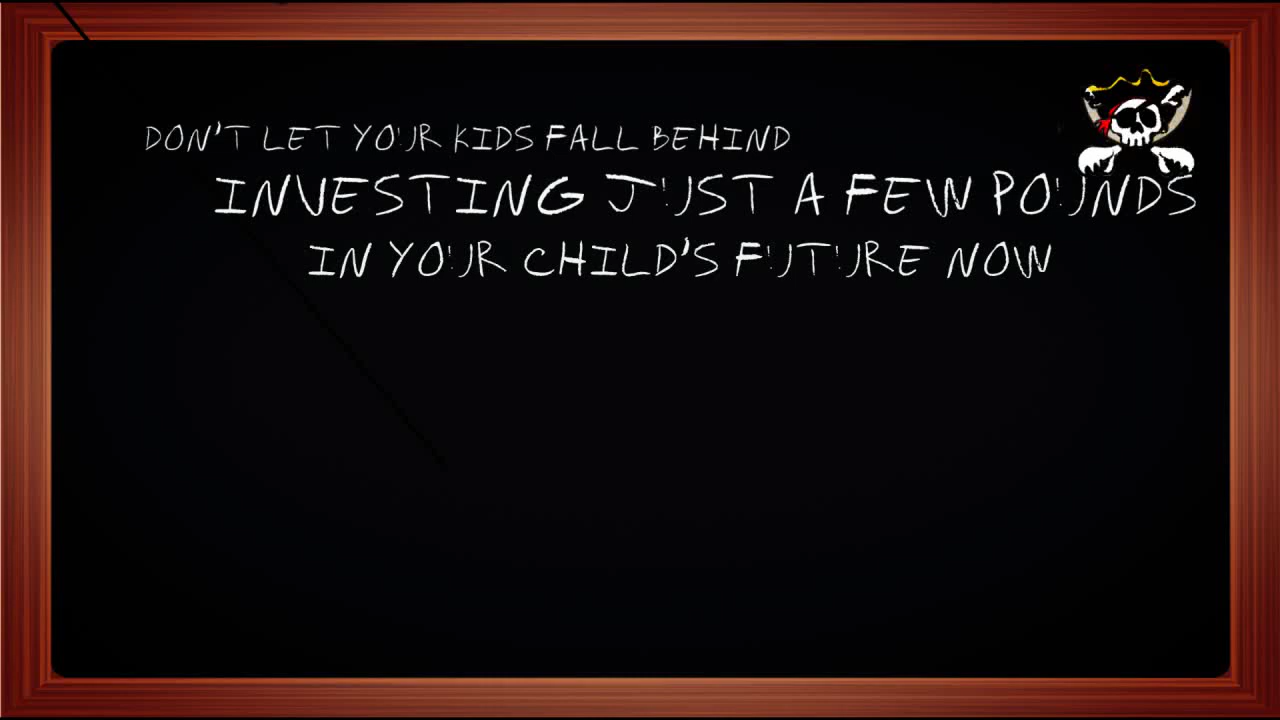 DON'T LET YOUR KIDS FALL BEHIND
INVESTING JUST A FEW POUNDS
IN YOUR CHILD'S FUTURE NOW